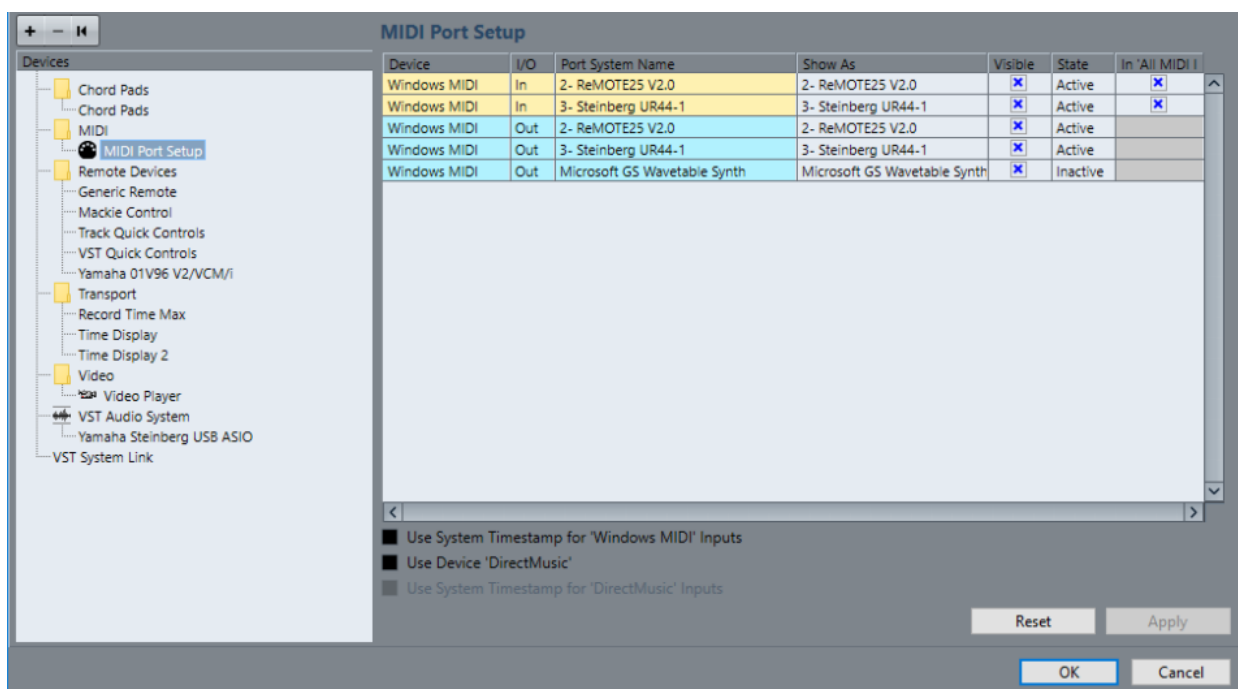 + - 
MIDI Port Setup
Devices
Chord Pads
Chord Pads
MIDI
MIDI Port Setup
Remote Devices
Generic Remote
Mackie Control
Track Quick Controls
VST Quick Controls
Yamaha 01V96 V2/VCM/i
Transport
Record Time Max
Time Display
Time Display 2
Video
Video Player
VST Audio System
Yamaha Steinberg USB ASIO
VST System Link
Device I/O Port System Name Show As Visible State In 'All MIDI I
Windows MIDI In 2- ReMOTE25 V2.0 2- ReMOTE25 V2.0 Active
Windows MIDI In 3- Steinberg UR44-1 3- Steinberg UR44-1 Active
Windows MIDI Out 2- ReMOTE25 V2.0 2- ReMOTE25 V2.0 Active
Windows MIDI Out 3- Steinberg UR44-1 3- Steinberg UR44-1 Active
Windows MIDI Out Microsoft GS Wavetable Synth Microsoft GS Wavetable Synth Inactive
Use System Timestamp for 'Windows MIDI' Inputs
Use Device 'DirectMusic'
Use System Timestamp for 'DirectMusic' Inputs
Reset Apply
OK Cancel